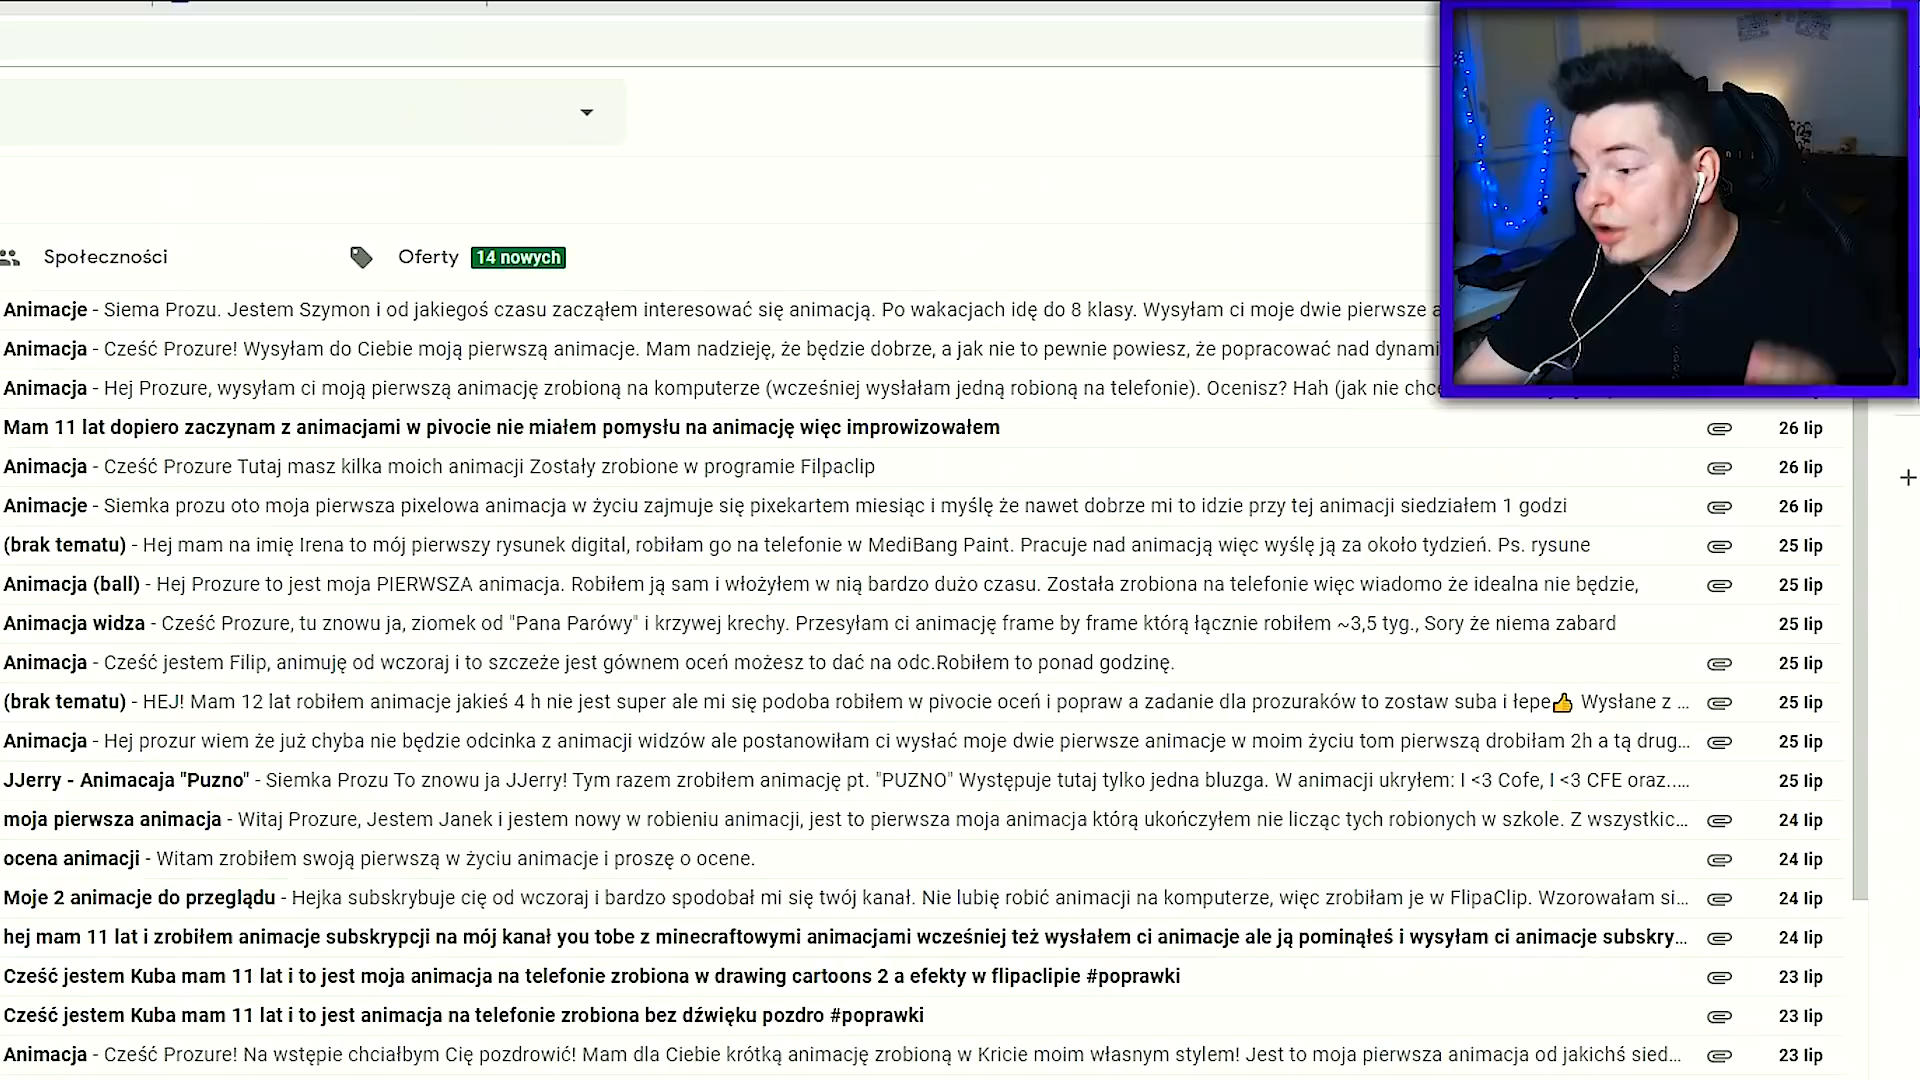 Społeczności
Oferty 14 nowych
Animacje - Siema Prozu. Jestem Szymon i od jakiegoś czasu zacząłem interesować się animacją. Po wakacjach idę do 8 klasy. Wysyłam ci moje dwie pierwsze a
Animacja - Cześć Prozure! Wysyłam do Ciebie moją pierwszą animacje. Mam nadzieję, że będzie dobrze, a jak nie to pewnie powiesz, że popracować nad dynami
Animacja - Hej Prozure, wysyłam ci moją pierwszą animację zrobioną na komputerze (wcześniej wysłałam jedną robioną na telefonie). Ocenisz? Hah (jak nie chce
Mam 11 lat dopiero zaczynam z animacjami w pivocie nie miałem pomysłu na animację więc improwizowałem 26 lip
Animacja - Cześć Prozure Tutaj masz kilka moich animacji Zostały zrobione w programie Filpaclip 26 lip
Animacje - Siemka prozu oto moja pierwsza pixelowa animacja w życiu zajmuje się pixekartem miesiąc i myślę że nawet dobrze mi to idzie przy tej animacji siedziałem 1 godzi 26 lip
(brak tematu) - Hej mam na imię Irena to mój pierwszy rysunek digital, robiłam go na telefonie w MediBang Paint. Pracuje nad animacją więc wyślę ją za około tydzień. Ps. rysune 25 lip
Animacja (ball) - Hej Prozure to jest moja PIERWSZA animacja. Robiłem ją sam i włożyłem w nią bardzo dużo czasu. Została zrobiona na telefonie więc wiadomo że idealna nie będzie, 25 lip
Animacja widza - Cześć Prozure, tu znowu ja, ziomek od "Pana Parówy" i krzywej krechy. Przesyłam ci animację frame by frame którą łącznie robiłem ~3,5 tyg., Sory że niema zabard 25 lip
Animacja - Cześć jestem Filip, animuję od wczoraj i to szczeże jest gównem oceń możesz to dać na odc.Robiłem to ponad godzinę. 25 lip
(brak tematu) - HEJ! Mam 12 lat robiłem animacje jakieś 4 h nie jest super ale mi się podoba robiłem w pivocie oceń i popraw a zadanie dla prozuraków to zostaw suba i łepe👍 Wysłane z ... 25 lip
Animacja - Hej prozur wiem że już chyba nie będzie odcinka z animacji widzów ale postanowiłam ci wysłać moje dwie pierwsze animacje w moim życiu tom pierwszą drobiłam 2h a tą drug... 25 lip
JJerry - Animacaja "Puzno" - Siemka Prozu To znowu ja JJerry! Tym razem zrobiłem animację pt. "PUZNO" Występuje tutaj tylko jedna bluzga. W animacji ukryłem: I <3 Cofe, I <3 CFE oraz..... 25 lip
moja pierwsza animacja - Witaj Prozure, Jestem Janek i jestem nowy w robieniu animacji, jest to pierwsza moja animacja którą ukończyłem nie licząc tych robionych w szkole. Z wszystkic... 24 lip
ocena animacji - Witam zrobiłem swoją pierwszą w życiu animacje i proszę o ocene. 24 lip
Moje 2 animacje do przeglądu - Hejka subskrybuje cię od wczoraj i bardzo spodobał mi się twój kanał. Nie lubię robić animacji na komputerze, więc zrobiłam je w FlipaClip. Wzorowałam si... 24 lip
hej mam 11 lat i zrobiłem animacje subskrypcji na mój kanał you tobe z minecraftowymi animacjami wcześniej też wysłałem ci animacje ale ją pominąłeś i wysyłam ci animacje subskry... 24 lip
Cześć jestem Kuba mam 11 lat i to jest moja animacja na telefonie zrobiona w drawing cartoons 2 a efekty w flipaclipie #poprawki 23 lip
Cześć jestem Kuba mam 11 lat i to jest animacja na telefonie zrobiona bez dźwięku pozdro #poprawki 23 lip
Animacja - Cześć Prozure! Na wstępie chciałbym Cię pozdrowić! Mam dla Ciebie krótką animację zrobioną w Kricie moim własnym stylem! Jest to moja pierwsza animacja od jakichś sied... 23 lip